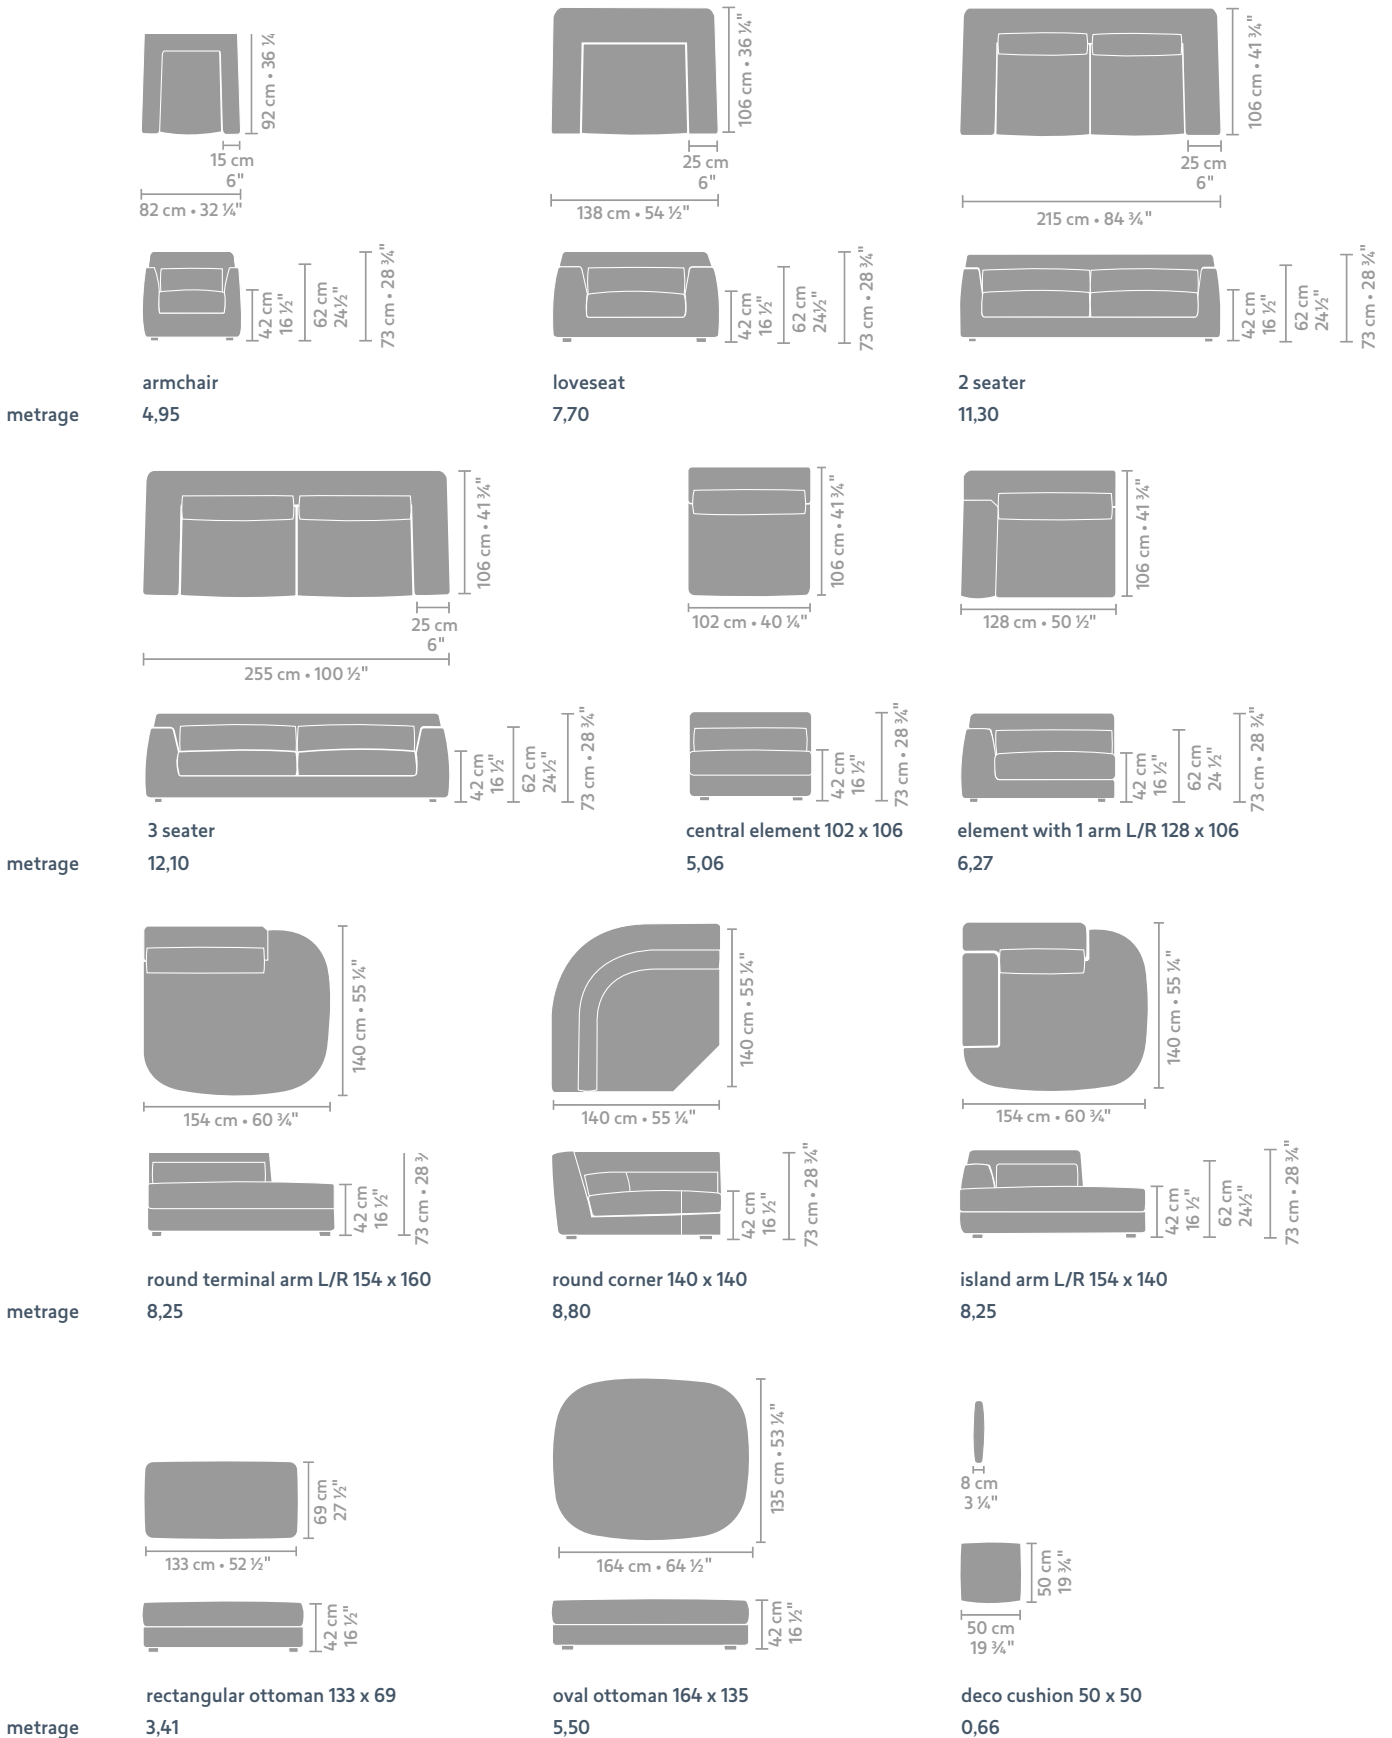 92 cm • 36 ¼
15 cm
6"
82 cm • 32 ¼"
106 cm • 36 ¼"
25 cm
6"
138 cm • 54 ½"
106 cm • 41 ¾"
25 cm
6"
215 cm • 84 ¾"
42 cm
16 ½"
62 cm
24½"
73 cm • 28 ¾"
42 cm
16 ½"
62 cm
24½"
73 cm • 28 ¾"
42 cm
16 ½"
62 cm
24½"
73 cm • 28 ¾"
armchair
loveseat
2 seater
metrage
4,95
7,70
11,30
106 cm • 41 ¾"
25 cm
6"
255 cm • 100 ½"
106 cm • 41 ¾"
102 cm • 40 ¼"
106 cm • 41 ¾"
128 cm • 50 ½"
42 cm
16 ½"
62 cm
24½"
73 cm • 28 ¾"
42 cm
16 ½"
73 cm • 28 ¾"
42 cm
16 ½"
62 cm
24 ½"
73 cm • 28 ¾"
3 seater
central element 102 x 106
element with 1 arm L/R 128 x 106
metrage
12,10
5,06
6,27
140 cm • 55 ¼"
154 cm • 60 ¾"
140 cm • 55 ¼"
140 cm • 55 ¼"
140 cm • 55 ¼"
154 cm • 60 ¾"
42 cm
16 ½"
73 cm • 28 ¾
42 cm
16 ½"
73 cm • 28 ¾"
42 cm
16 ½"
62 cm
24½"
73 cm • 28 ¾"
round terminal arm L/R 154 x 160
round corner 140 x 140
island arm L/R 154 x 140
metrage
8,25
8,80
8,25
69 cm
27 ½"
133 cm • 52 ½"
135 cm • 53 ¼"
164 cm • 64 ½"
8 cm
3 ¼"
50 cm
19 ¾"
50 cm
19 ¾"
42 cm
16 ½"
42 cm
16 ½"
rectangular ottoman 133 x 69
oval ottoman 164 x 135
deco cushion 50 x 50
metrage
3,41
5,50
0,66